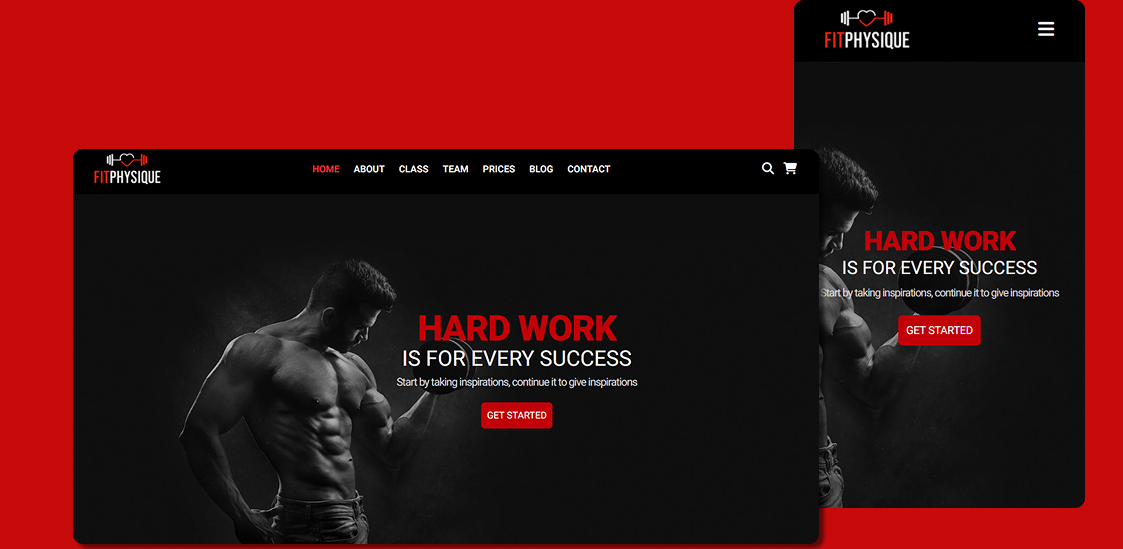 FITPHYSIQUE
HOME ABOUT CLASS TEAM PRICES BLOG CONTACT
HARD WORK
IS FOR EVERY SUCCESS
Start by taking inspirations, continue it to give inspirations
GET STARTED
FITPHYSIQUE
HARD WORK
IS FOR EVERY SUCCESS
Start by taking inspirations, continue it to give inspirations
GET STARTED